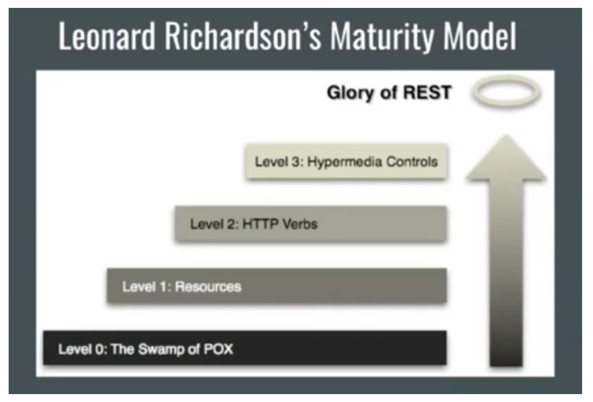 Leonard Richardson's Maturity Model
Glory of REST
Level 3: Hypermedia Controls
Level 2: HTTP Verbs
Level 1: Resources
Level 0: The Swamp of POX